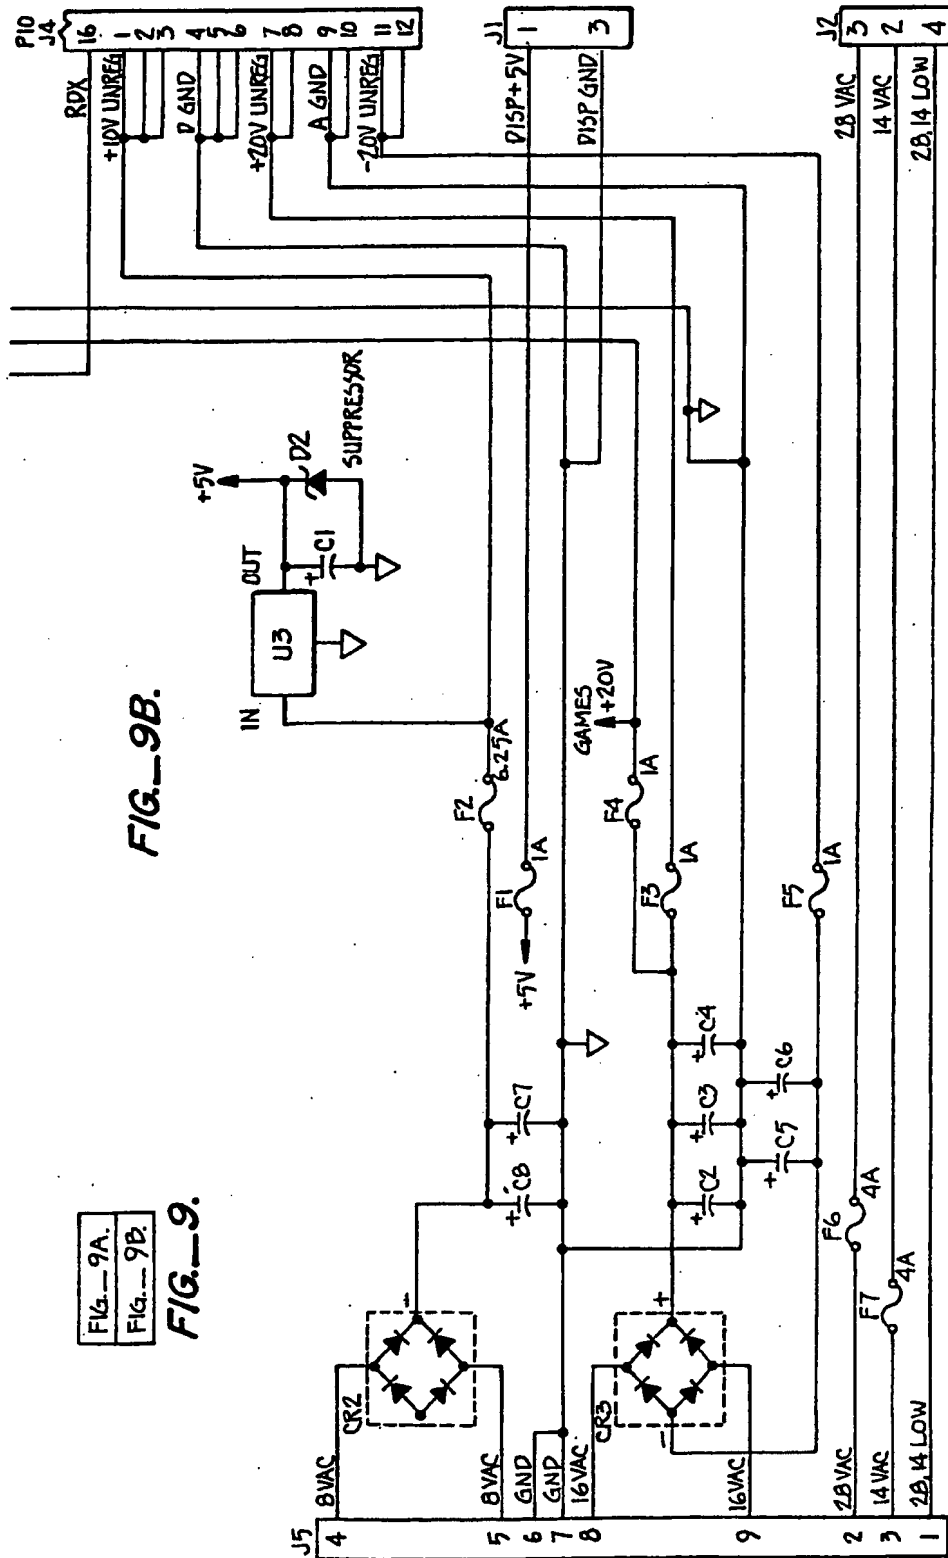 P10
J4
16
1
2
3
4
5
6
7
8
9
10
11
12
RDX
+10V UNREG
D GND
+20V UNREG
A GND
-20V UNREG
J1
1
3
DISP+5V
DISP GND
J2
3
2
4
28 VAC
14 VAC
28,14 LOW
+5V
D2
SUPPRESSOR
OUT
+
C1
U3
IN
FIG._9B.
F2
6.25A
F1
1A
+5V
GAMES
+20V
F4
1A
F3
1A
F5
1A
+
C7
+
C8
+
C4
+
C3
+
C2
+
C6
+
C5
F6
4A
F7
4A
FIG._9A.
FIG._9B.
FIG._9.
-
CR2
+
CR3
-
J5
4
8VAC
5
8VAC
6
GND
7
GND
8
16VAC
9
16VAC
2
28VAC
3
14VAC
1
28,14 LOW